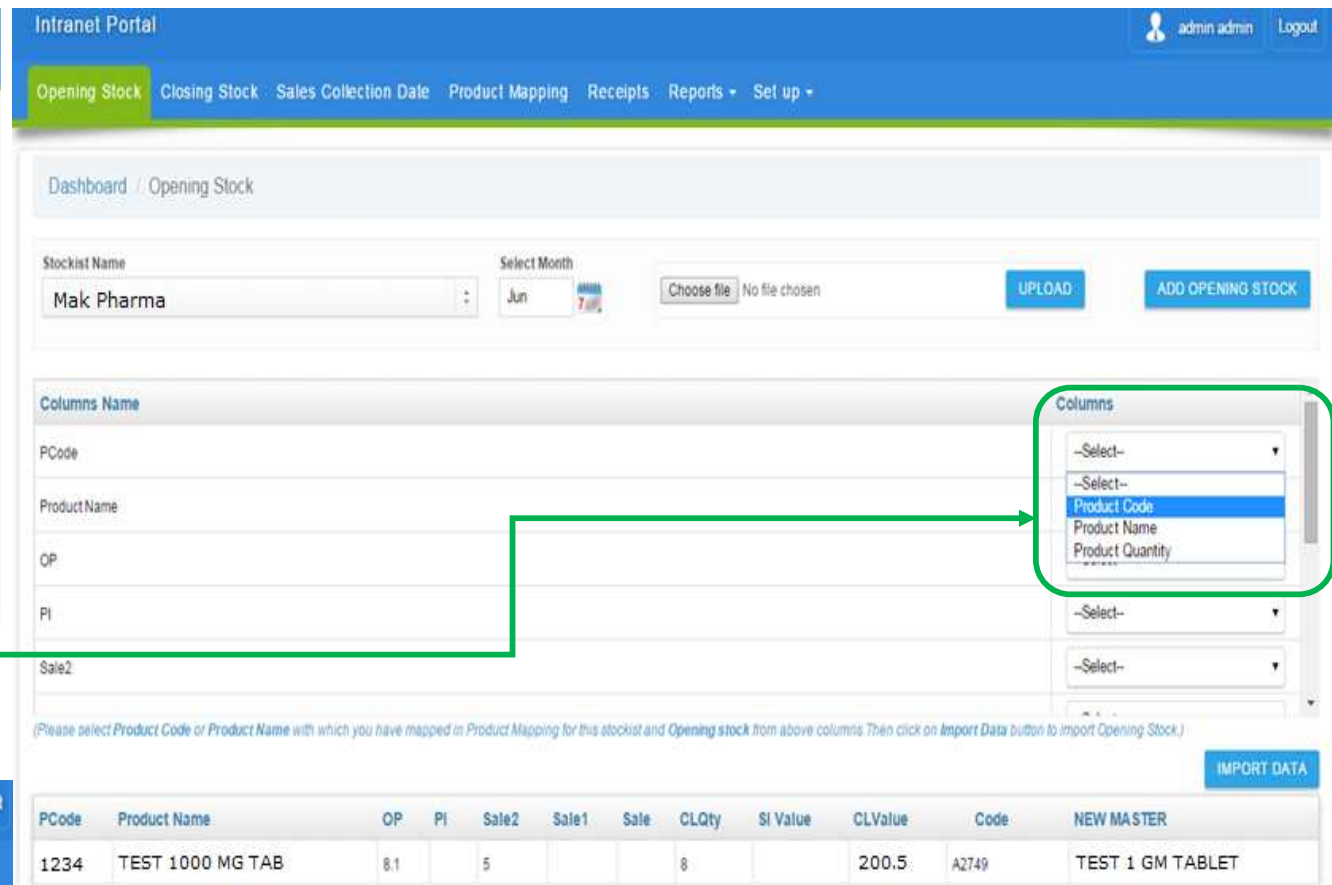 Intranet Portal admin admin Logout
Opening Stock Closing Stock Sales Collection Date Product Mapping Receipts Reports Set up
Dashboard / Opening Stock
Stockist Name Select Month
Mak Pharma Jun 7 Choose file No file chosen UPLOAD ADD OPENING STOCK
Columns Name Columns
PCode --Select--
--Select--
Product Name Product Code
Product Name
OP Product Quantity
PI --Select--
Sale2 --Select--
(Please select Product Code or Product Name with which you have mapped in Product Mapping for this stockist and Opening stock from above columns.Then click on Import Data button to import Opening Stock.)
IMPORT DATA
PCode Product Name OP PI Sale2 Sale1 Sale CLQty SI Value CLValue Code NEW MASTER
1234 TEST 1000 MG TAB 8.1 5 8 200.5 A2749 TEST 1 GM TABLET